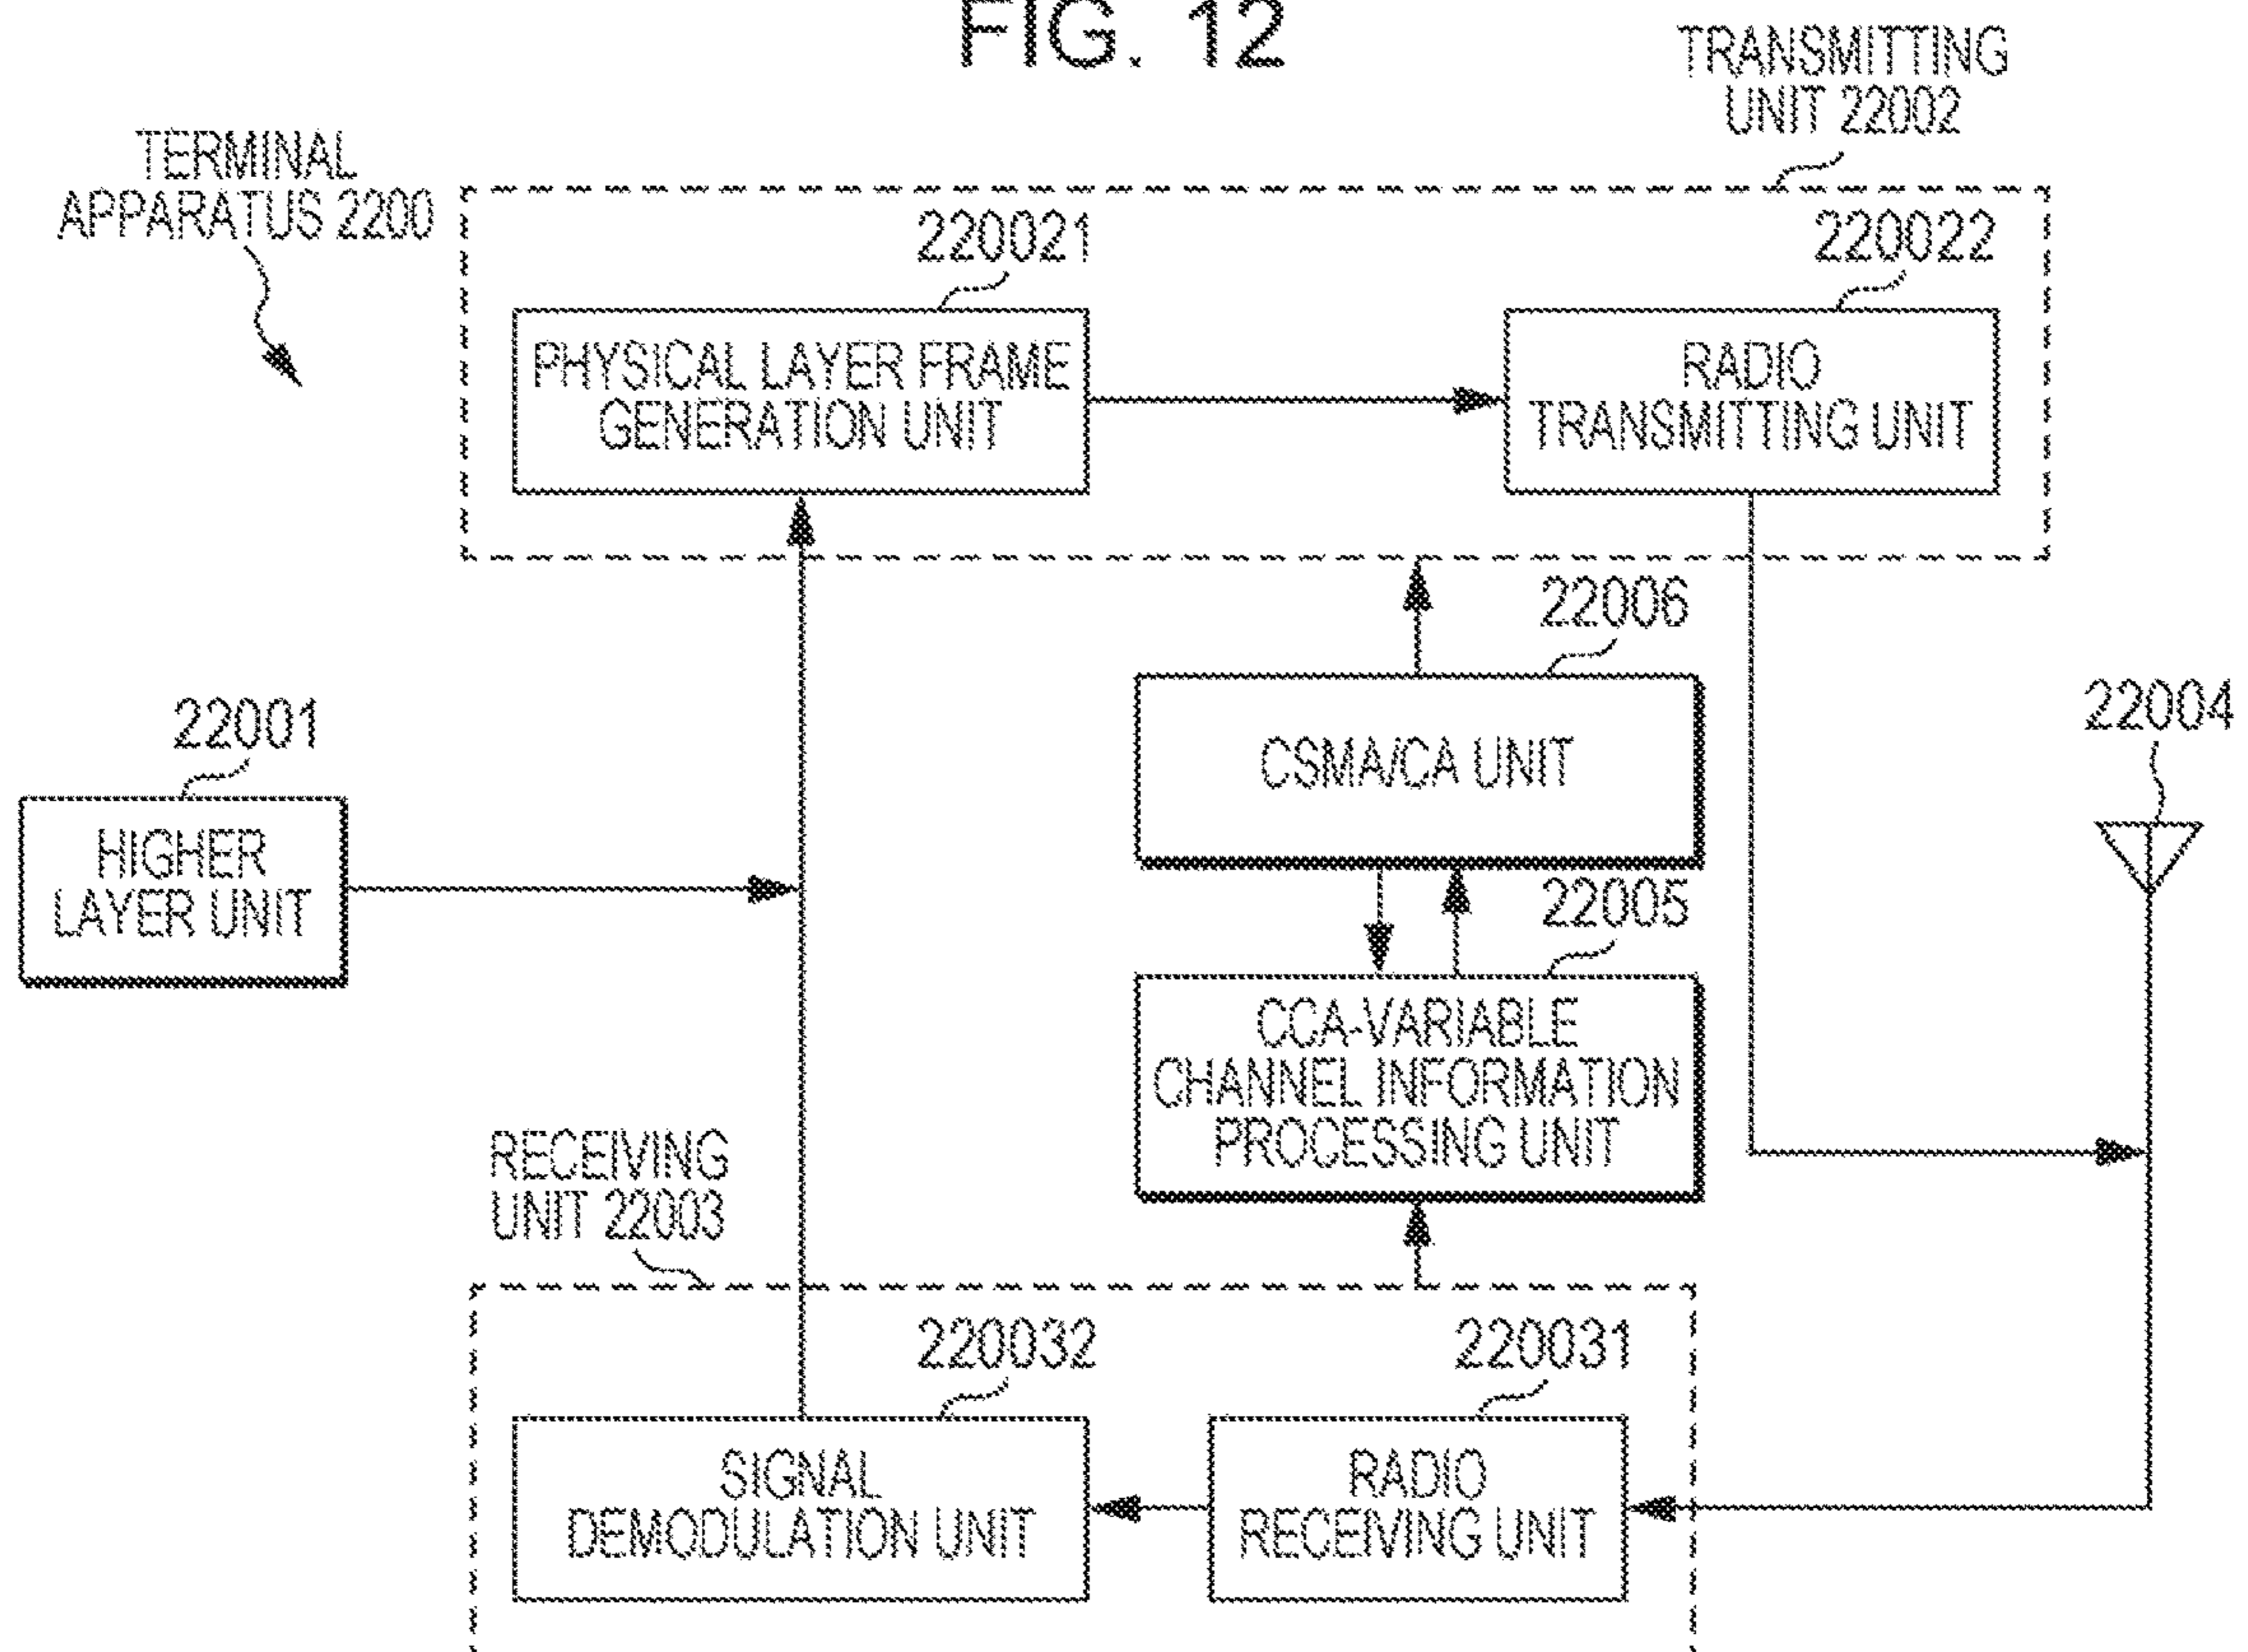 FIG. 12
TRANSMITTING
UNIT 22002
TERMINAL
APPARATUS 2200
220021
220022
PHYSICAL LAYER FRAME
GENERATION UNIT
RADIO
TRANSMITTING UNIT
22006
CSMA/CA UNIT
22001
22004
HIGHER
LAYER UNIT
22005
CCA-VARIABLE
CHANNEL INFORMATION
PROCESSING UNIT
RECEIVING
UNIT 22003
220032
220031
SIGNAL
DEMODULATION UNIT
RADIO
RECEIVING UNIT